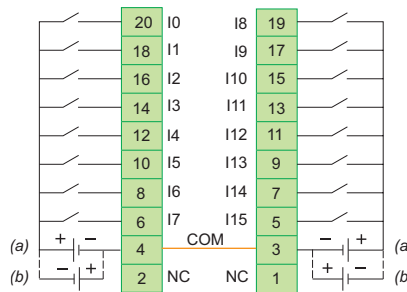 20 I0 I8 19
18 I1 I9 17
16 I2 I10 15
14 I3 I11 13
12 I4 I12 11
10 I5 I13 9
8 I6 I14 7
6 I7 I15 5
(a) + − 4 COM 3 + − (a
(b) − + 2 NC NC 1 − + (b